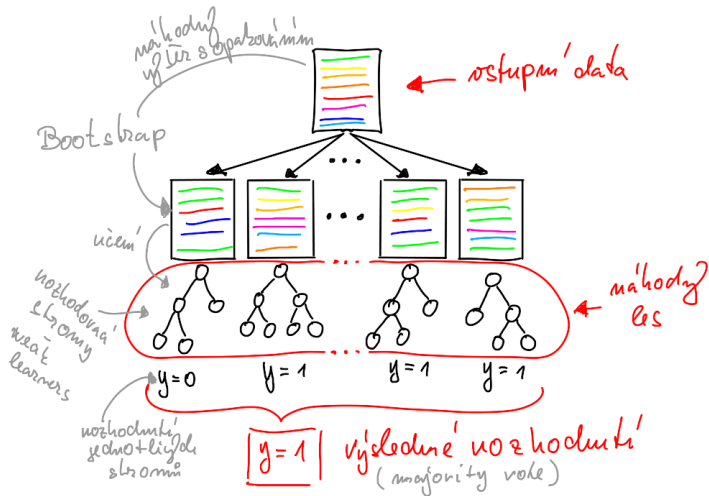 náhodný
výběr s opakováním
vstupní data
Bootstrap
...
...
učení
...
rozhodovací
stromy
weak
learners
náhodný
les
...
y=0
y=1
y=1
y=1
rozhodnutí
jednotlivých
stromů
y=1
výsledné rozhodnutí
(majority vote)